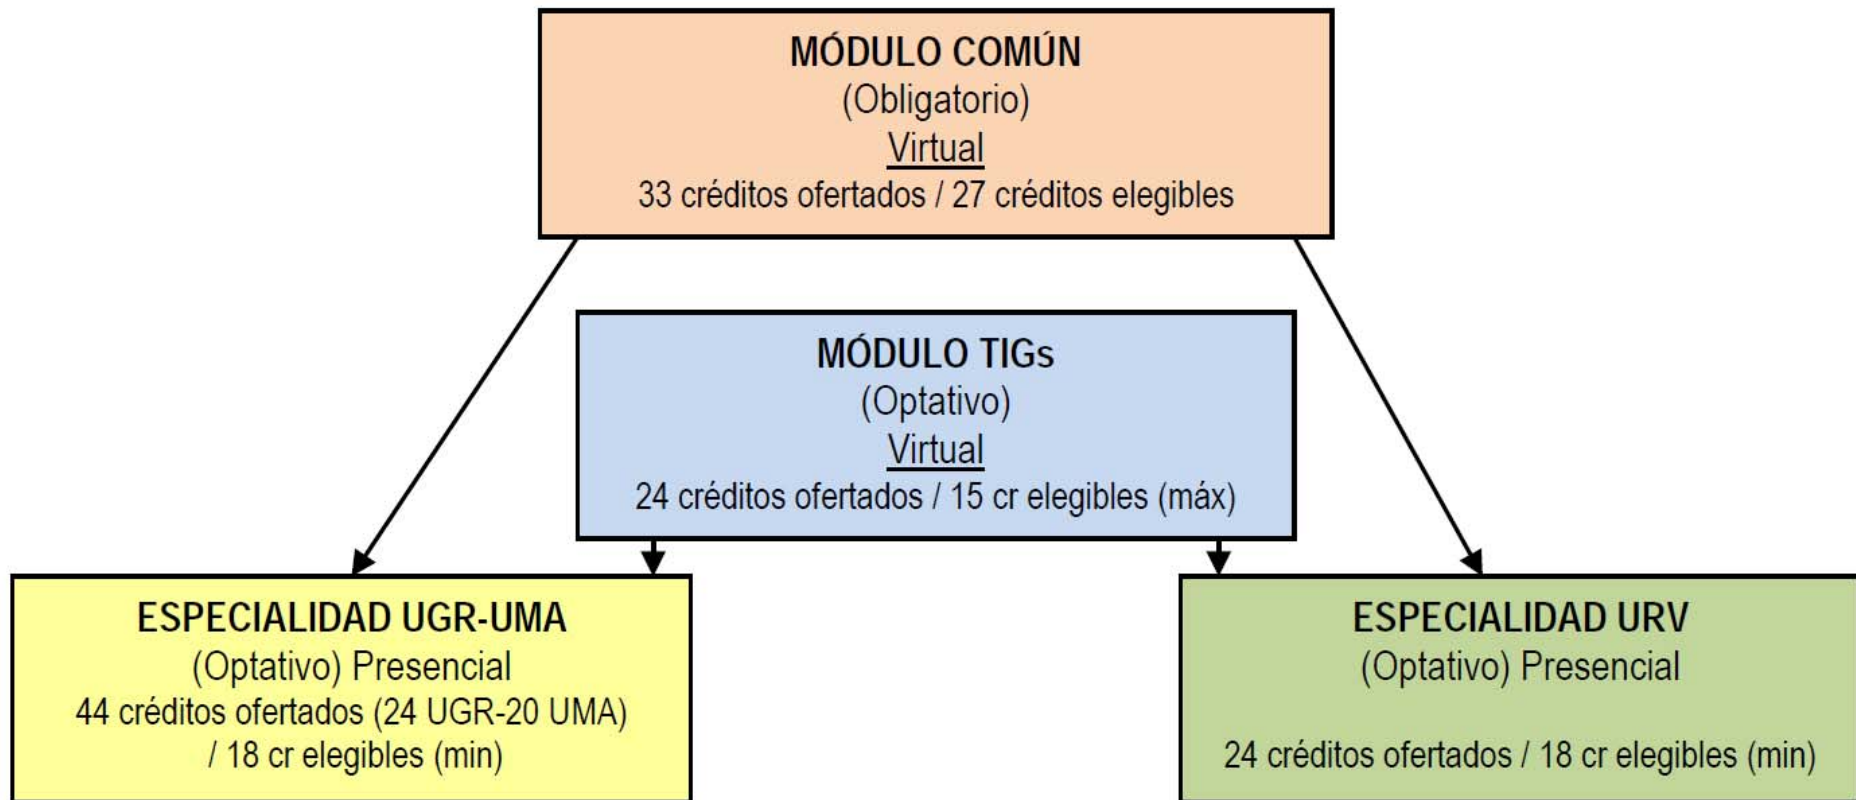 MÓDULO COMÚN
(Obligatorio)
Virtual
33 créditos ofertados / 27 créditos elegibles
MÓDULO TIGs
(Optativo)
Virtual
24 créditos ofertados / 15 cr elegibles (máx)
ESPECIALIDAD UGR-UMA
(Optativo) Presencial
44 créditos ofertados (24 UGR-20 UMA)
/ 18 cr elegibles (min)
ESPECIALIDAD URV
(Optativo) Presencial
24 créditos ofertados / 18 cr elegibles (min)